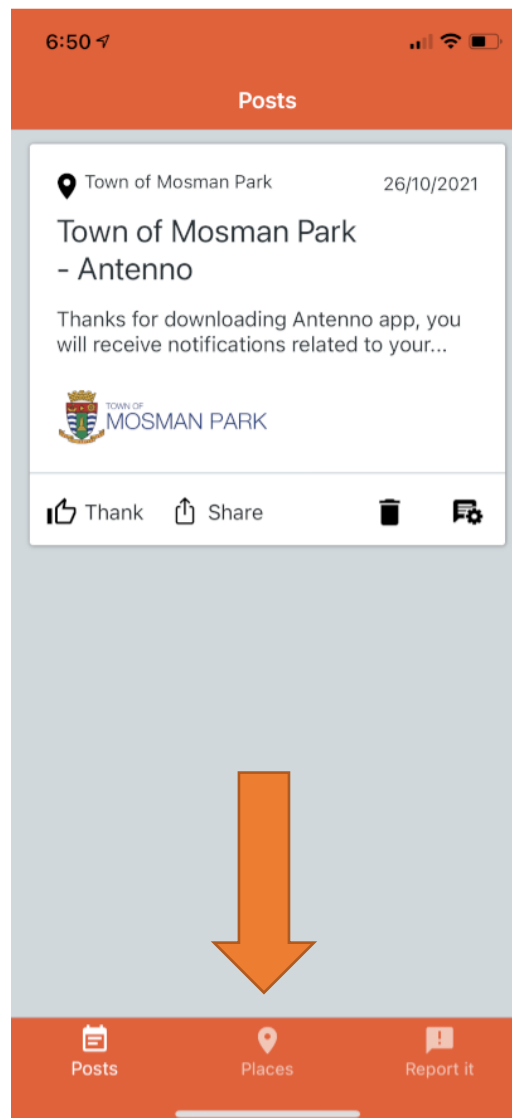 6:50
Posts
Town of Mosman Park 26/10/2021
Town of Mosman Park
- Antenno
Thanks for downloading Antenno app, you
will receive notifications related to your...
TOWN OF
MOSMAN PARK
Thank Share
Posts Places Report it